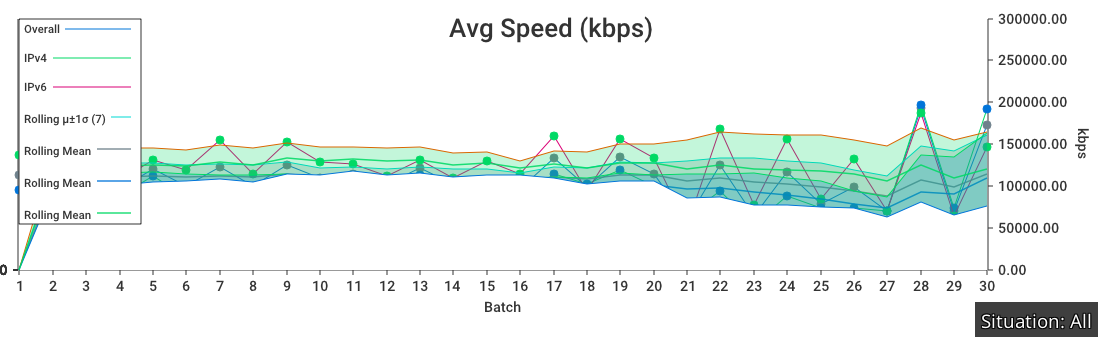 Avg Speed (kbps)
Overall
IPv4
IPv6
Rolling μ±1σ (7)
Rolling Mean
Rolling Mean
Rolling Mean
300000.00
250000.00
200000.00
150000.00
100000.00
50000.00
0.00
kbps
0
1 2 3 4 5 6 7 8 9 10 11 12 13 14 15 16 17 18 19 20 21 22 23 24 25 26 27 28 29 30
Batch
Situation: All